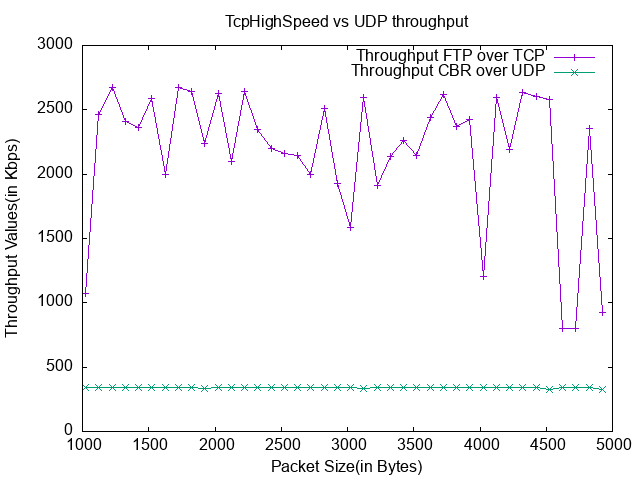 TcpHighSpeed vs UDP throughput
Throughput FTP over TCP
Throughput CBR over UDP
Throughput Values(in Kbps)
3000
2500
2000
1500
1000
500
0
1000 1500 2000 2500 3000 3500 4000 4500 5000
Packet Size(in Bytes)